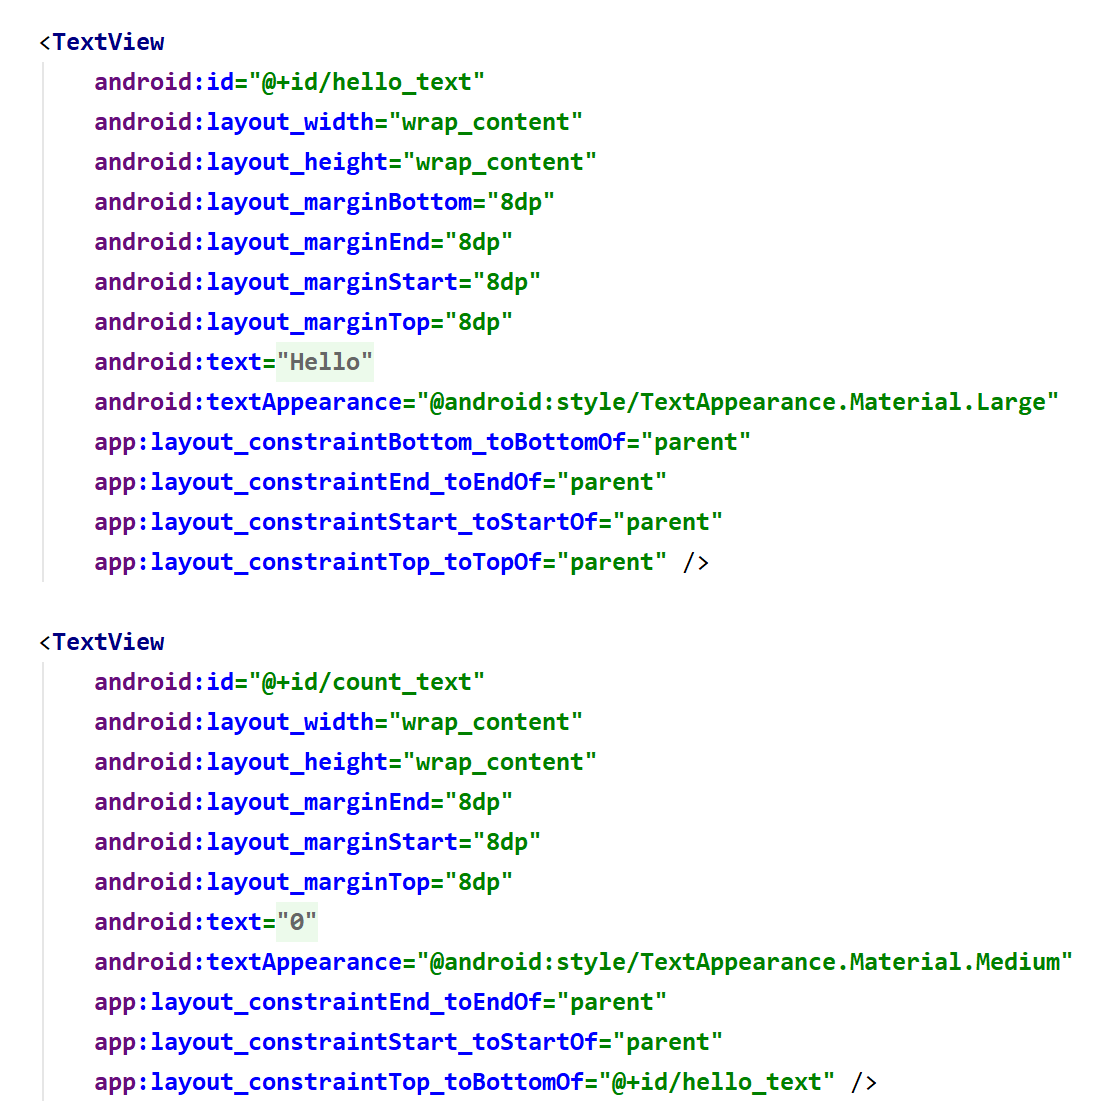 <TextView
android:id="@+id/hello_text"
android:layout_width="wrap_content"
android:layout_height="wrap_content"
android:layout_marginBottom="8dp"
android:layout_marginEnd="8dp"
android:layout_marginStart="8dp"
android:layout_marginTop="8dp"
android:text="Hello"
android:textAppearance="@android:style/TextAppearance.Material.Large"
app:layout_constraintBottom_toBottomOf="parent"
app:layout_constraintEnd_toEndOf="parent"
app:layout_constraintStart_toStartOf="parent"
app:layout_constraintTop_toTopOf="parent" />
<TextView
android:id="@+id/count_text"
android:layout_width="wrap_content"
android:layout_height="wrap_content"
android:layout_marginEnd="8dp"
android:layout_marginStart="8dp"
android:layout_marginTop="8dp"
android:text="0"
android:textAppearance="@android:style/TextAppearance.Material.Medium"
app:layout_constraintEnd_toEndOf="parent"
app:layout_constraintStart_toStartOf="parent"
app:layout_constraintTop_toBottomOf="@+id/hello_text" />